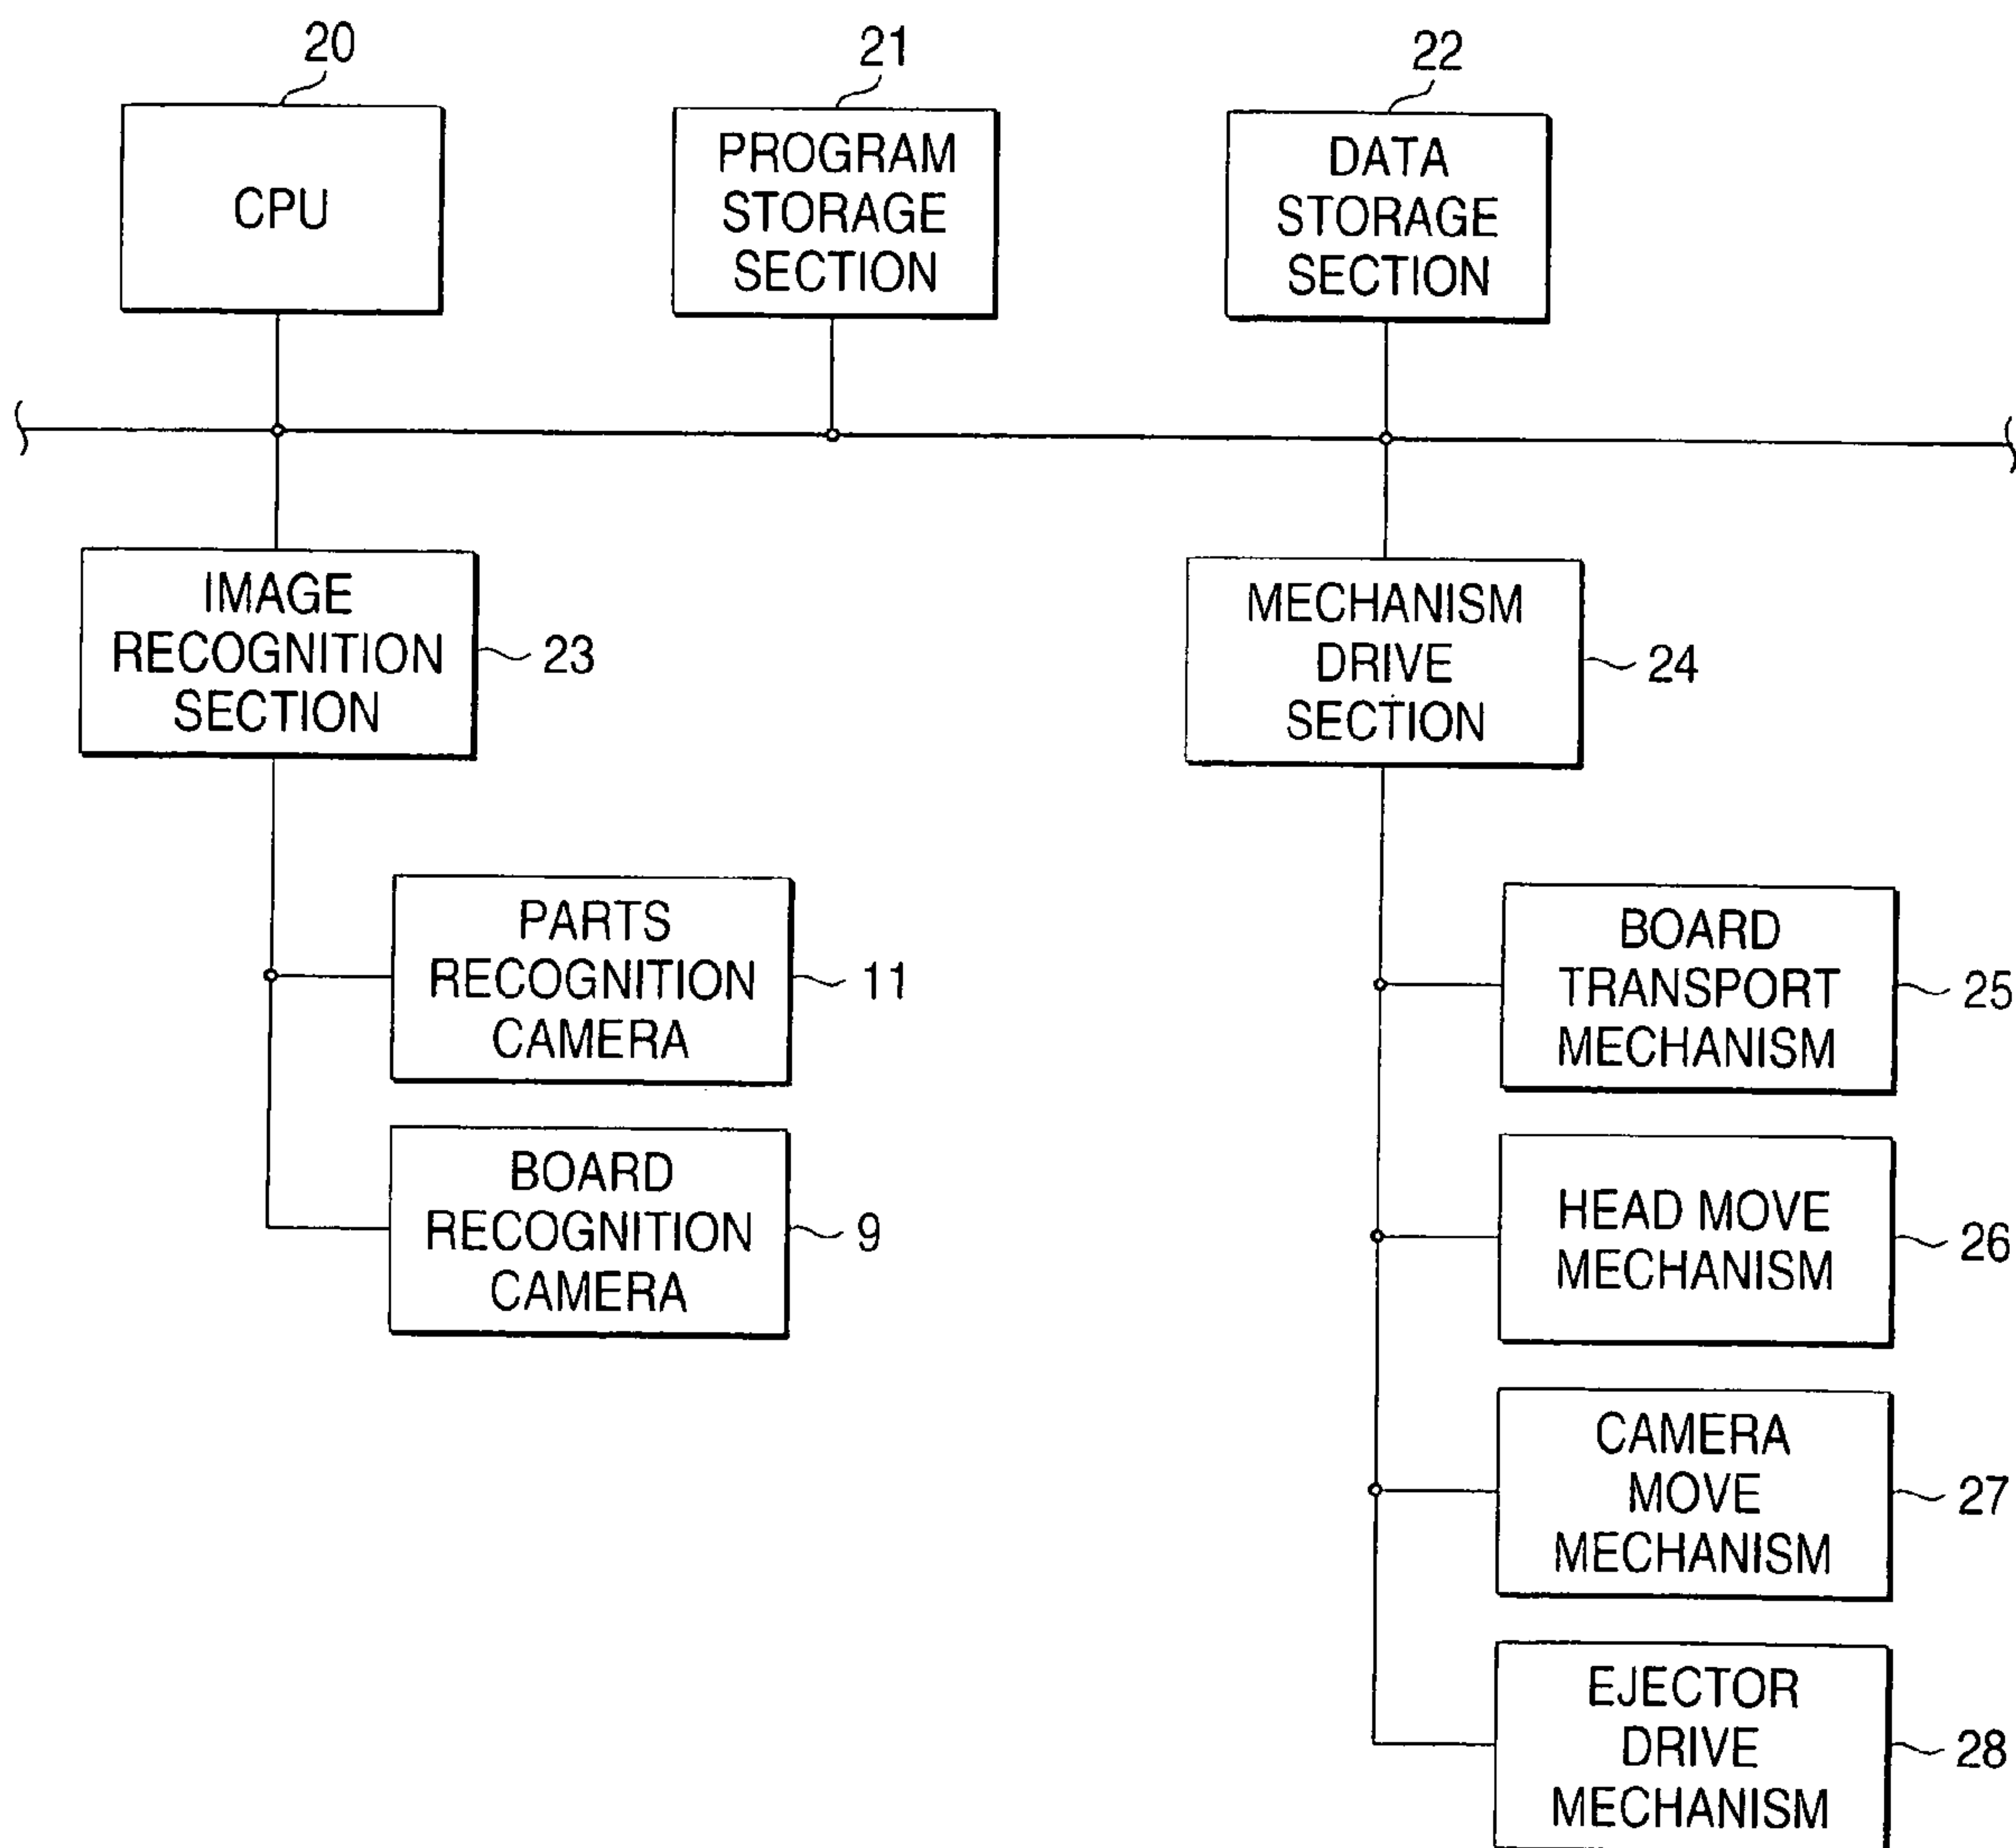 20
21
22
CPU
PROGRAM
STORAGE
SECTION
DATA
STORAGE
SECTION
IMAGE
RECOGNITION
SECTION
23
MECHANISM
DRIVE
SECTION
24
PARTS
RECOGNITION
CAMERA
11
BOARD
RECOGNITION
CAMERA
9
BOARD
TRANSPORT
MECHANISM
25
HEAD MOVE
MECHANISM
26
CAMERA
MOVE
MECHANISM
27
EJECTOR
DRIVE
MECHANISM
28